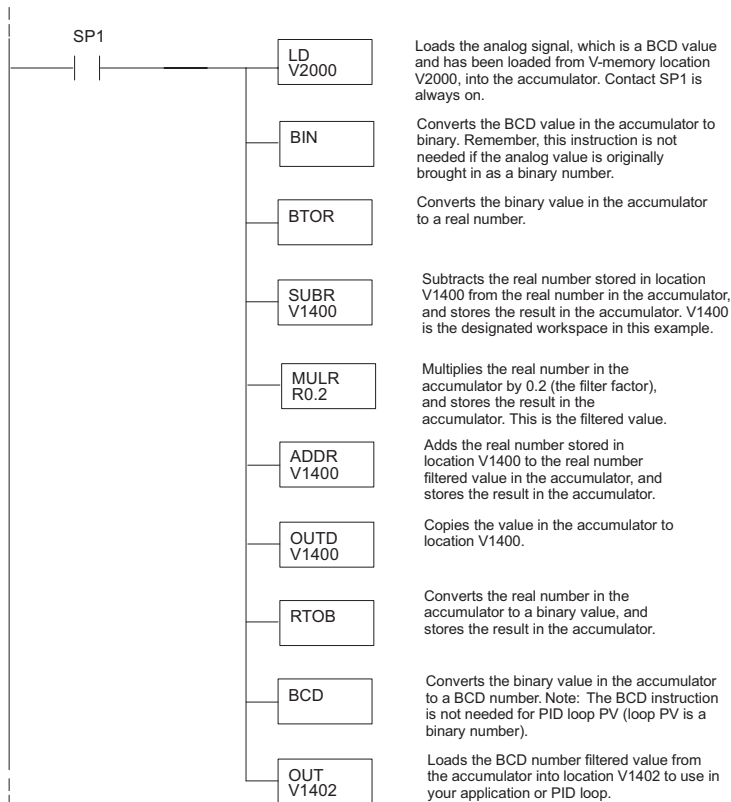 SP1
LD
V2000
Loads the analog signal, which is a BCD value
and has been loaded from V-memory location
V2000, into the accumulator. Contact SP1 is
always on.
BIN
Converts the BCD value in the accumulator to
binary. Remember, this instruction is not
needed if the analog value is originally
brought in as a binary number.
BTOR
Converts the binary value in the accumulator
to a real number.
SUBR
V1400
Subtracts the real number stored in location
V1400 from the real number in the accumulator,
and stores the result in the accumulator. V1400
is the designated workspace in this example.
MULR
R0.2
Multiplies the real number in the
accumulator by 0.2 (the filter factor),
and stores the result in the
accumulator. This is the filtered value.
ADDR
V1400
Adds the real number stored in
location V1400 to the real number
filtered value in the accumulator, and
stores the result in the accumulator.
OUTD
V1400
Copies the value in the accumulator to
location V1400.
RTOB
Converts the real number in the
accumulator to a binary value, and
stores the result in the accumulator.
BCD
Converts the binary value in the accumulator
to a BCD number. Note: The BCD instruction
is not needed for PID loop PV (loop PV is a
binary number).
OUT
V1402
Loads the BCD number filtered value from
the accumulator into location V1402 to use in
your application or PID loop.